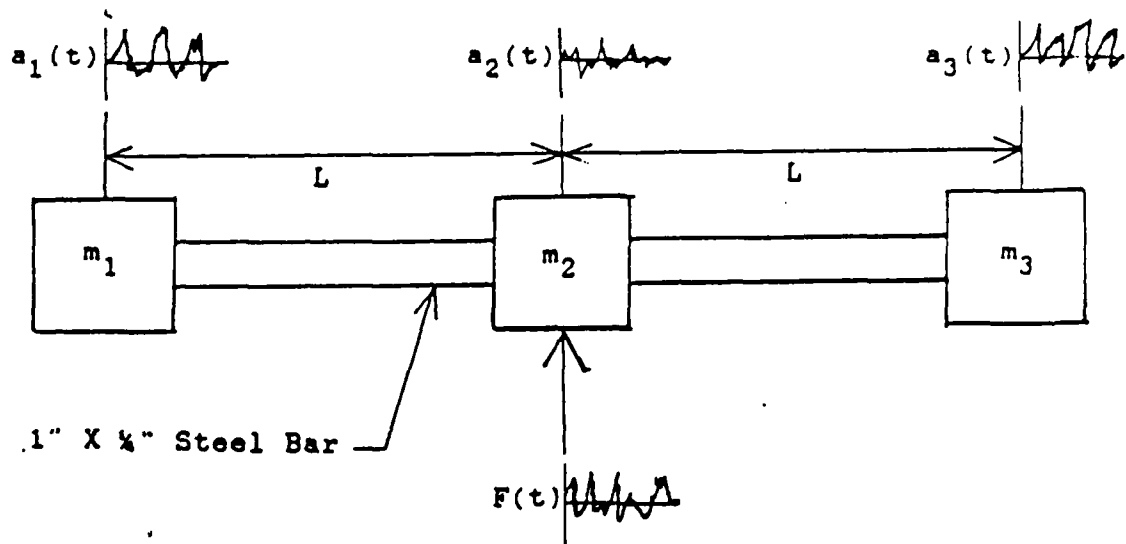 a₁(t) a₂(t) a₃(t)
L L
m₁ m₂ m₃
1" X ¼" Steel Bar
F(t)